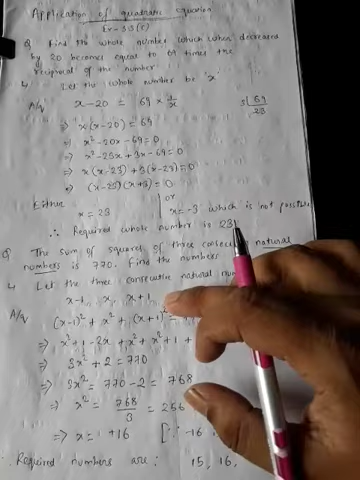 Application of quadratic equation
Ex-5S(C)
Q Find the whole number which when decreased
by 20 becomes equal to 69 times the
reciprocal of the number.
Let the whole number be 'x'
A/q x-20 = 69 × 1/x
⇒ x(x-20) = 69
⇒ x²-20x-69=0
⇒ x²-23x+3x-69=0
⇒ x(x-23)+3(x-23)=0
⇒ (x-23)(x+3)=0
3|69
23
Either
x = 23
or
x=-3 which is not possible
∴ Required whole number is 23
Q The sum of square of three consecutive natural
numbers is 770. Find the numbers
Let the three consecutive natural
x-1, x, x+1
A/q (x-1)² + x² + (x+1)²
⇒ x²+1-2x + x² + x²+1 +
⇒ 3x²+2=770
⇒ 3x² = 770-2 = 768
⇒ x² = 768/3 = 256
⇒ x = +16 [∵ -16
Required numbers are : 15, 16,